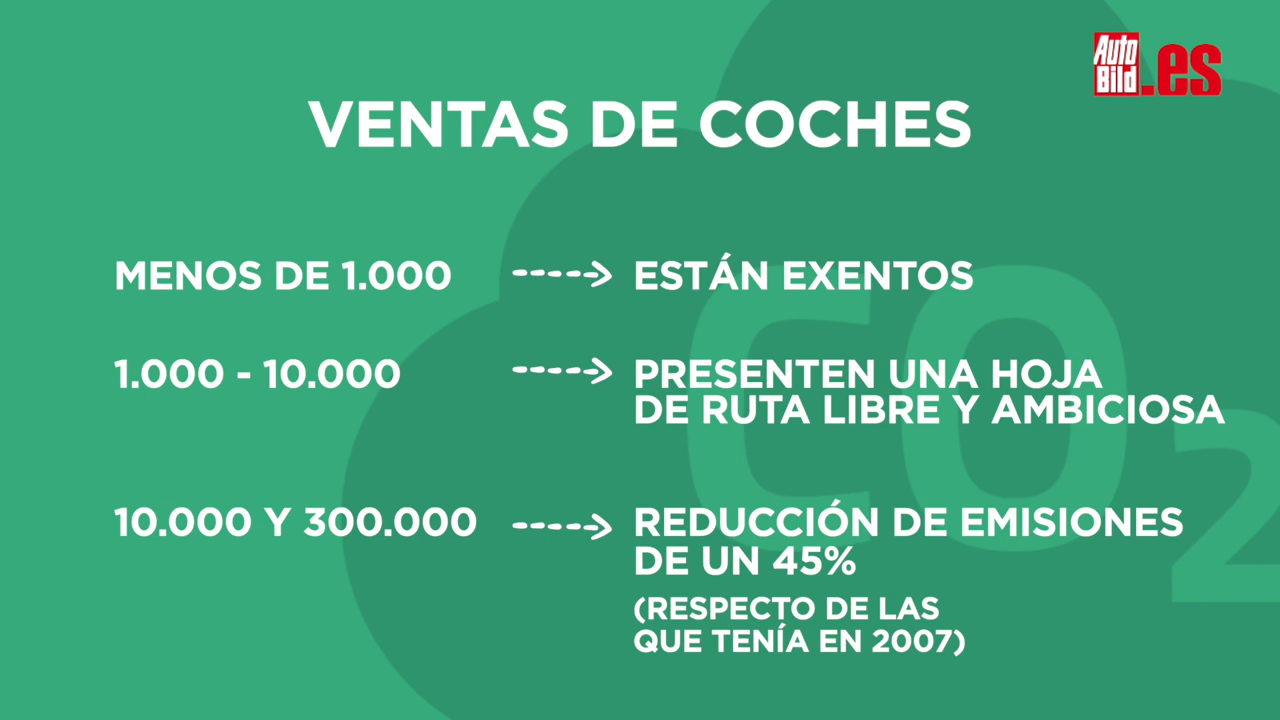 Auto
Bild.es
VENTAS DE COCHES
MENOS DE 1.000 ----> ESTÁN EXENTOS
1.000 - 10.000 ----> PRESENTEN UNA HOJA
DE RUTA LIBRE Y AMBICIOSA
10.000 Y 300.000 ----> REDUCCIÓN DE EMISIONES
DE UN 45%
(RESPECTO DE LAS
QUE TENÍA EN 2007)
CO2